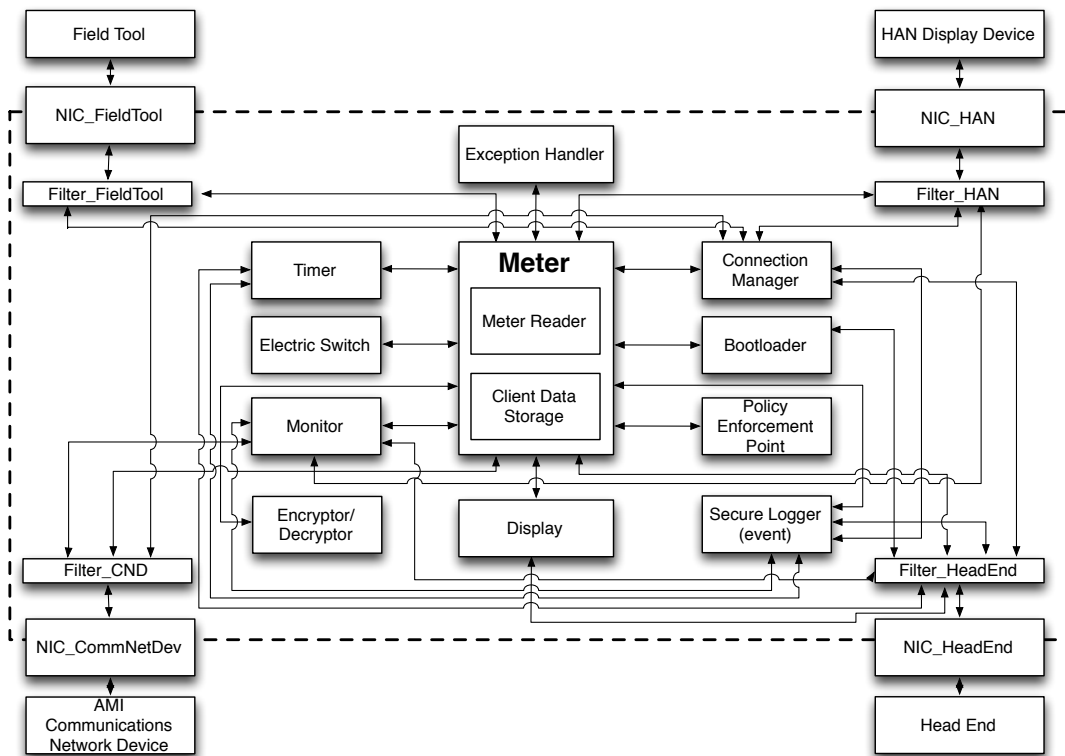 Field Tool
HAN Display Device
NIC_FieldTool
NIC_HAN
Exception Handler
Filter_FieldTool
Filter_HAN
Timer
Meter
Connection
Manager
Meter Reader
Electric Switch
Bootloader
Client Data
Storage
Monitor
Policy
Enforcement
Point
Encryptor/
Decryptor
Display
Secure Logger
(event)
Filter_CND
Filter_HeadEnd
NIC_CommNetDev
NIC_HeadEnd
AMI
Communications
Network Device
Head End